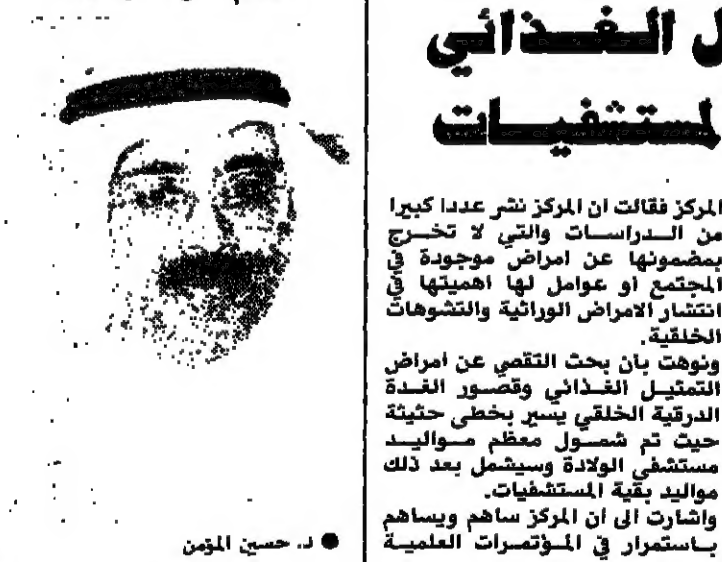 ل الغذائي
لمستشفيات
المركز فقالت ان المركز نشر عددا كبيرا
من الدراسات والتي لا تخرج
بمضمونها عن امراض موجودة في
المجتمع او عوامل لها اهميتها في
انتشار الامراض الوراثية والتشوهات
الخلقية.
ونوهت بأن بحث التقصي عن امراض
التمثيل الغذائي وقصور الغدة
الدرقية الخلقي يسير بخطى حثيثة
حيث تم شمول معظم مواليد
مستشفى الولادة وسيشمل بعد ذلك
مواليد بقية المستشفيات.
واشارت الى ان المركز ساهم ويساهم
باستمرار في المؤتمرات العلمية
● د. حسين المؤمن